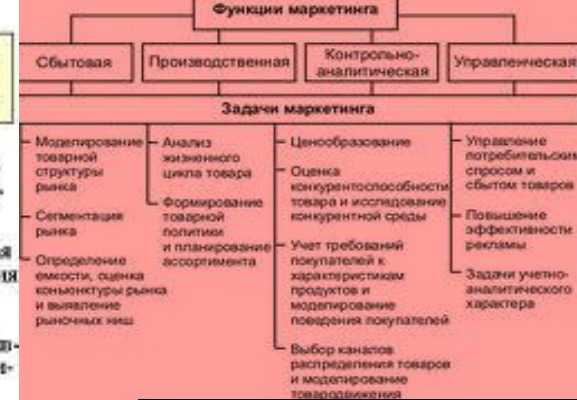 Функции маркетинга
Сбытовая
Производственная
Контрольно-
аналитическая
Управленческая
Задачи маркетинга
Моделирование
товарной
структуры
рынка
Сегментация
рынка
Определение
емкости, оценка
конъюнктуры рынка
и выявление
рыночных ниш
Анализ
жизненного
цикла товара
Формирование
товарной
политики
и планирование
ассортимента
Ценообразование
Оценка
конкурентоспособности
товара и исследование
конкурентной среды
Учет требований
покупателей к
характеристикам
продуктов и
моделирование
поведения покупателей
Выбор каналов
распределения товаров
и моделирование
товародвижения
Управление
потребительским
спросом и
сбытом товаров
Повышение
эффективности
рекламы
Задачи учетно-
аналитического
характера